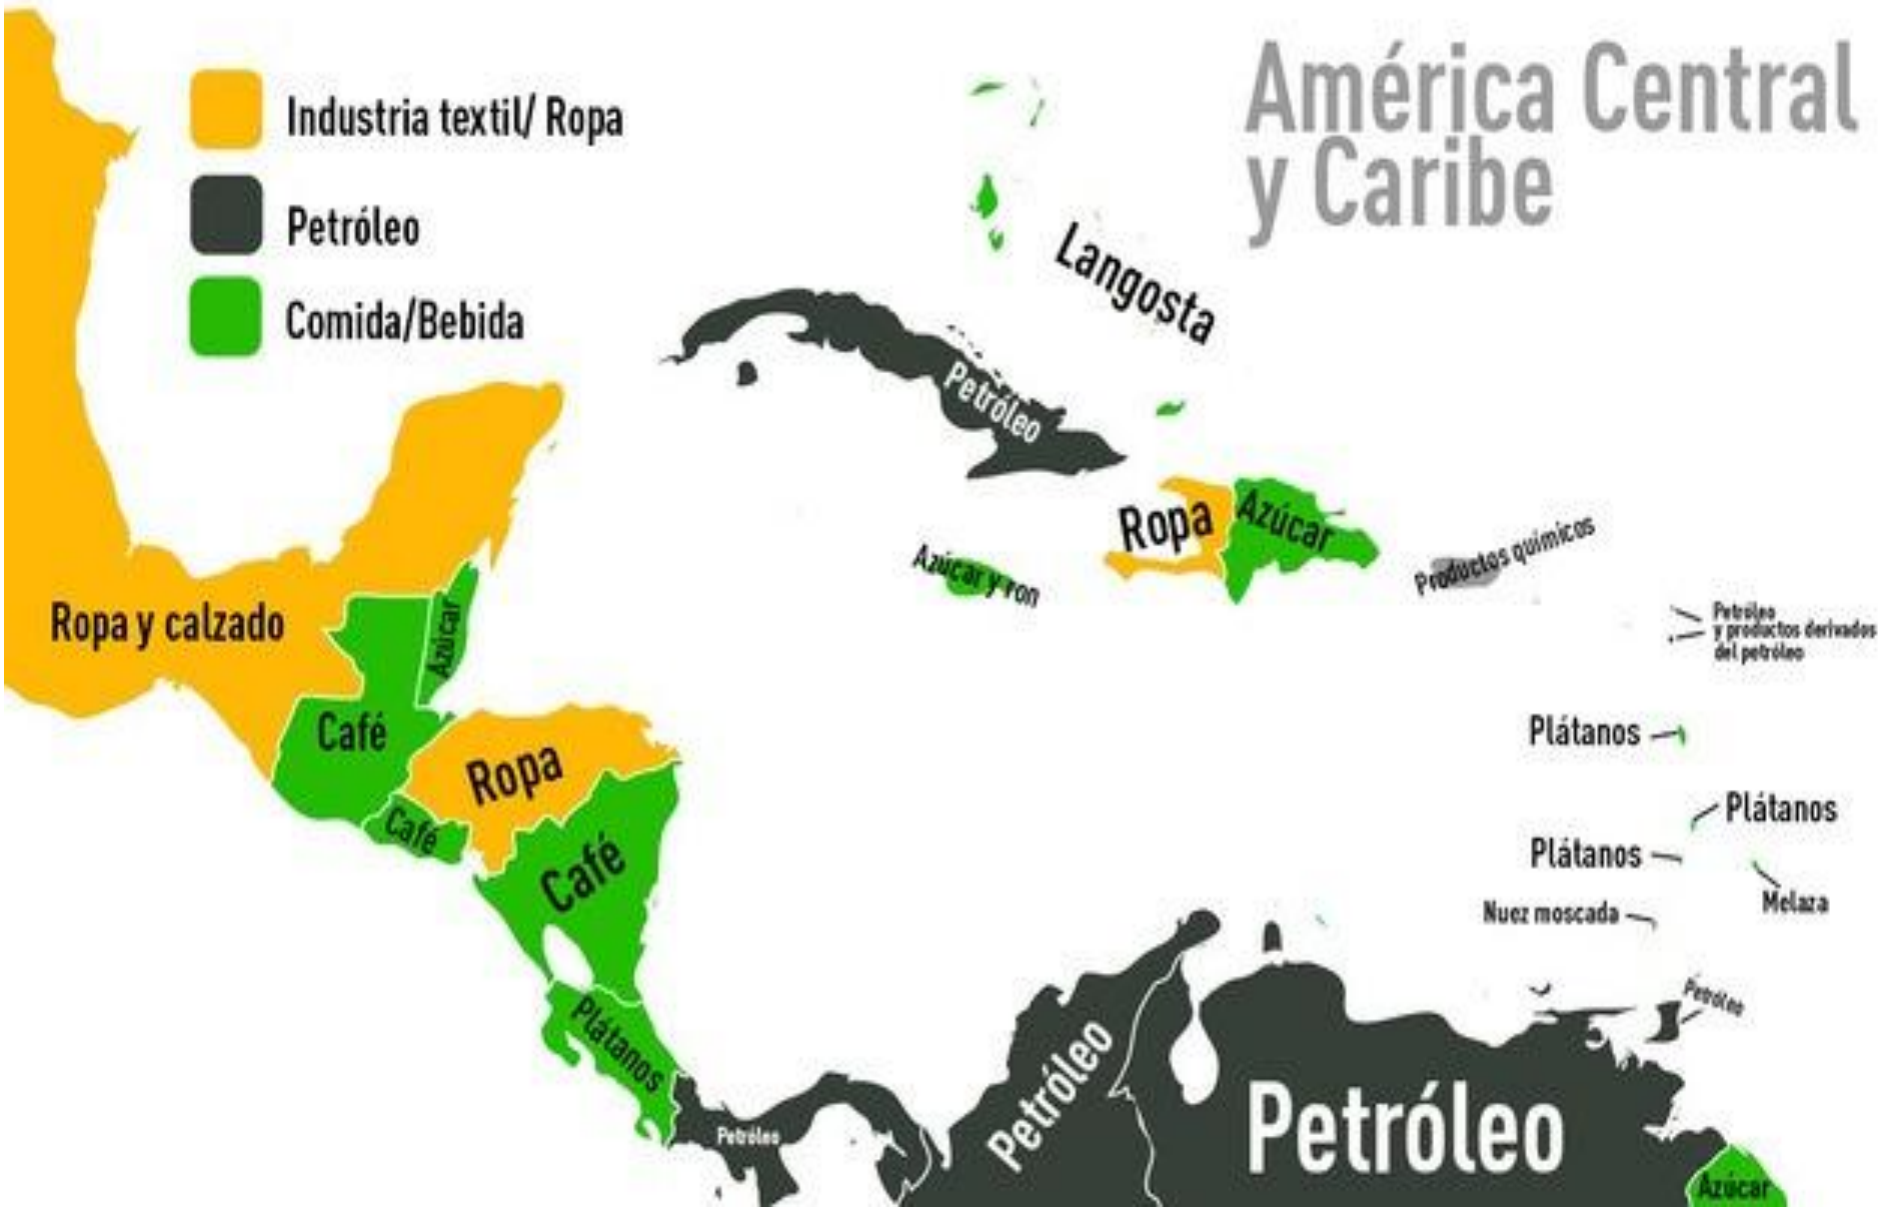 América Central
y Caribe
Industria textil/ Ropa
Petróleo
Comida/Bebida
Langosta
Petróleo
Ropa
Azúcar
Productos químicos
Azúcar y ron
Petróleo
y productos derivados
del petróleo
Ropa y calzado
Azúcar
Café
Ropa
Café
Café
Plátanos
Plátanos
Plátanos
Plátanos
Melaza
Nuez moscada
Petróleo
Petróleo
Petróleo
Petróleo
Azúcar